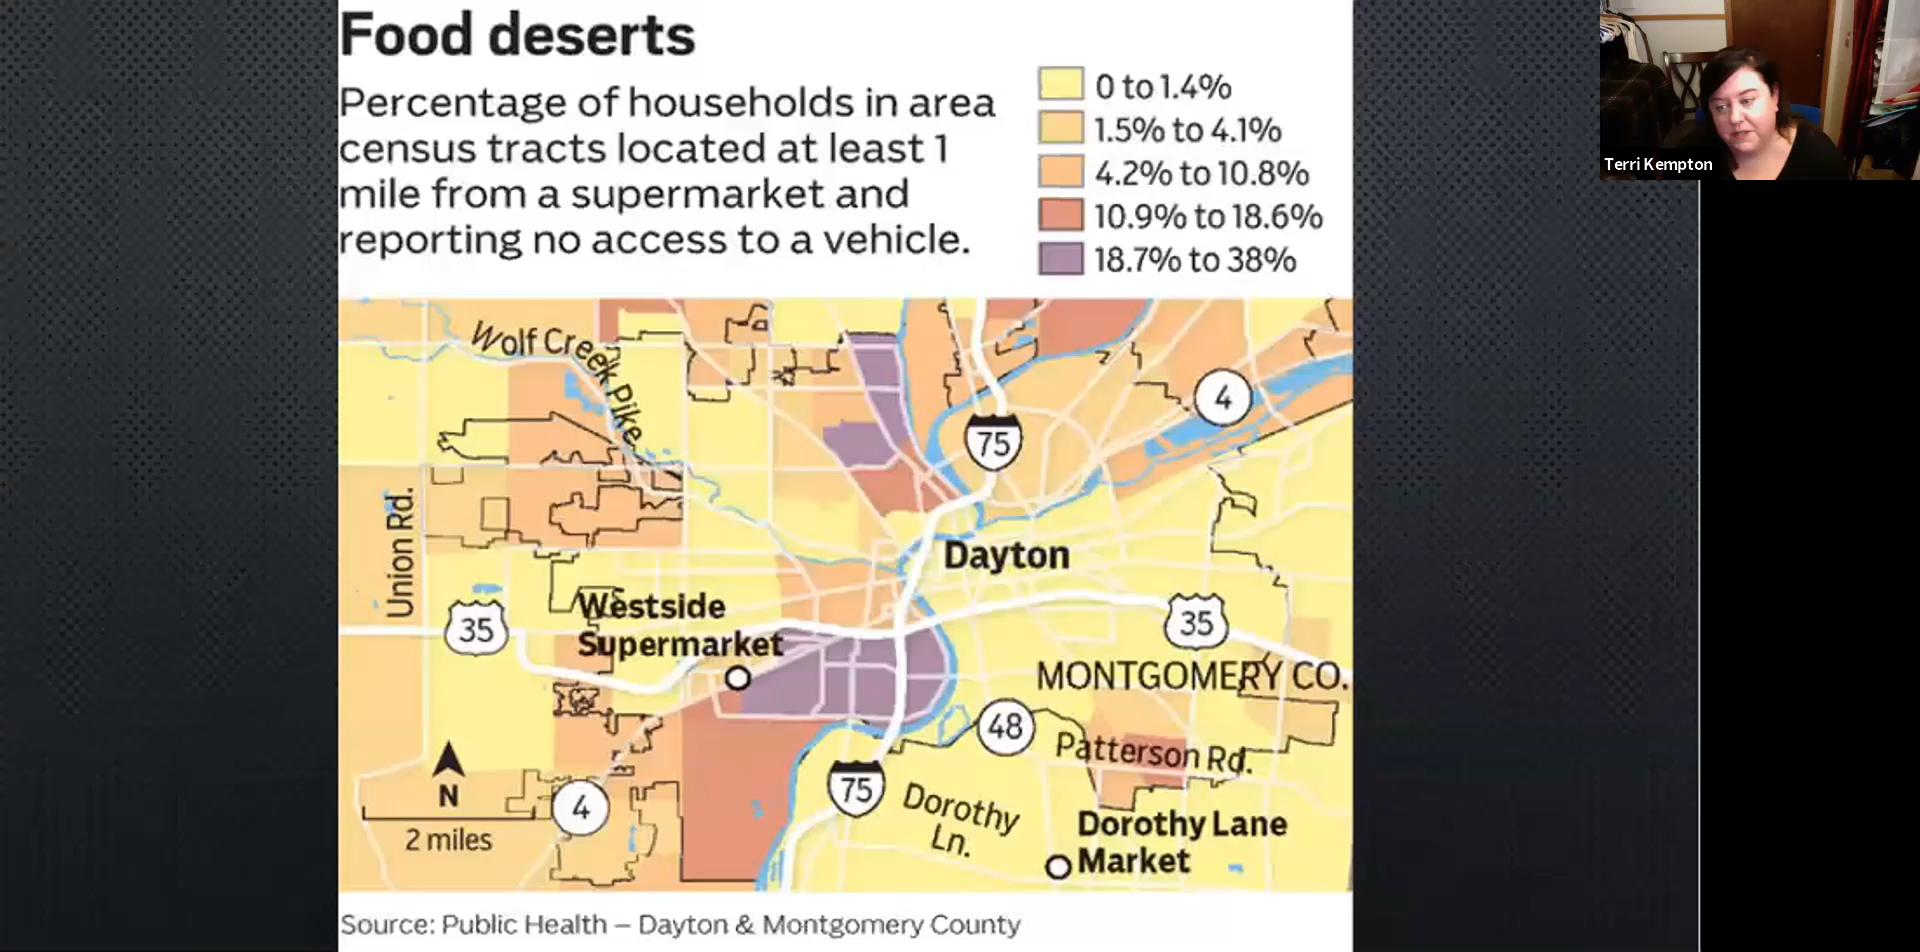 Food deserts
Percentage of households in area
census tracts located at least 1
mile from a supermarket and
reporting no access to a vehicle.
0 to 1.4%
1.5% to 4.1%
4.2% to 10.8%
10.9% to 18.6%
18.7% to 38%
Terri Kempton
Wolf Creek Pike
4
75
Union Rd.
Dayton
Westside
Supermarket
35
35
MONTGOMERY CO.
48
Patterson Rd.
N
2 miles
4
75
Dorothy
Ln.
Dorothy Lane
Market
Source: Public Health – Dayton & Montgomery County